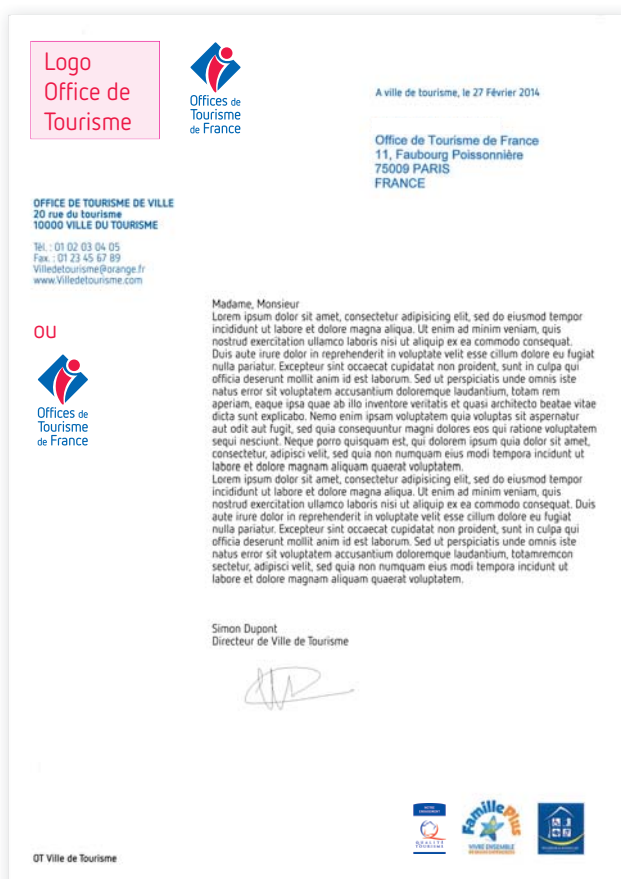 Logo
Office de
Tourisme
Offices de
Tourisme
de France
A ville de tourisme, le 27 Février 2014
Office de Tourisme de France
11, Faubourg Poissonnière
75009 PARIS
FRANCE
OFFICE DE TOURISME DE VILLE
20 rue du tourisme
10000 VILLE DU TOURISME
Tél. : 01 02 03 04 05
Fax. : 01 23 45 67 89
Villedetourisme@orange.fr
www.Villedetourisme.com
ou
Offices de
Tourisme
de France
Madame, Monsieur
Lorem ipsum dolor sit amet, consectetur adipisicing elit, sed do eiusmod tempor
incididunt ut labore et dolore magna aliqua. Ut enim ad minim veniam, quis
nostrud exercitation ullamco laboris nisi ut aliquip ex ea commodo consequat.
Duis aute irure dolor in reprehenderit in voluptate velit esse cillum dolore eu fugiat
nulla pariatur. Excepteur sint occaecat cupidatat non proident, sunt in culpa qui
officia deserunt mollit anim id est laborum. Sed ut perspiciatis unde omnis iste
natus error sit voluptatem accusantium doloremque laudantium, totam rem
aperiam, eaque ipsa quae ab illo inventore veritatis et quasi architecto beatae vitae
dicta sunt explicabo. Nemo enim ipsam voluptatem quia voluptas sit aspernatur
aut odit aut fugit, sed quia consequuntur magni dolores eos qui ratione voluptatem
sequi nesciunt. Neque porro quisquam est, qui dolorem ipsum quia dolor sit amet,
consectetur, adipisci velit, sed quia non numquam eius modi tempora incidunt ut
labore et dolore magnam aliquam quaerat voluptatem.
Lorem ipsum dolor sit amet, consectetur adipisicing elit, sed do eiusmod tempor
incididunt ut labore et dolore magna aliqua. Ut enim ad minim veniam, quis
nostrud exercitation ullamco laboris nisi ut aliquip ex ea commodo consequat. Duis
aute irure dolor in reprehenderit in voluptate velit esse cillum dolore eu fugiat
nulla pariatur. Excepteur sint occaecat cupidatat non proident, sunt in culpa qui
officia deserunt mollit anim id est laborum. Sed ut perspiciatis unde omnis iste
natus error sit voluptatem accusantium doloremque laudantium, totamremcon
sectetur, adipisci velit, sed quia non numquam eius modi tempora incidunt ut
labore et dolore magnam aliquam quaerat voluptatem.
Simon Dupont
Directeur de Ville de Tourisme
NOTRE
ENGAGEMENT
QUALITÉ
TOURISME
Famille Plus
VIVRE ENSEMBLE
OT Ville de Tourisme